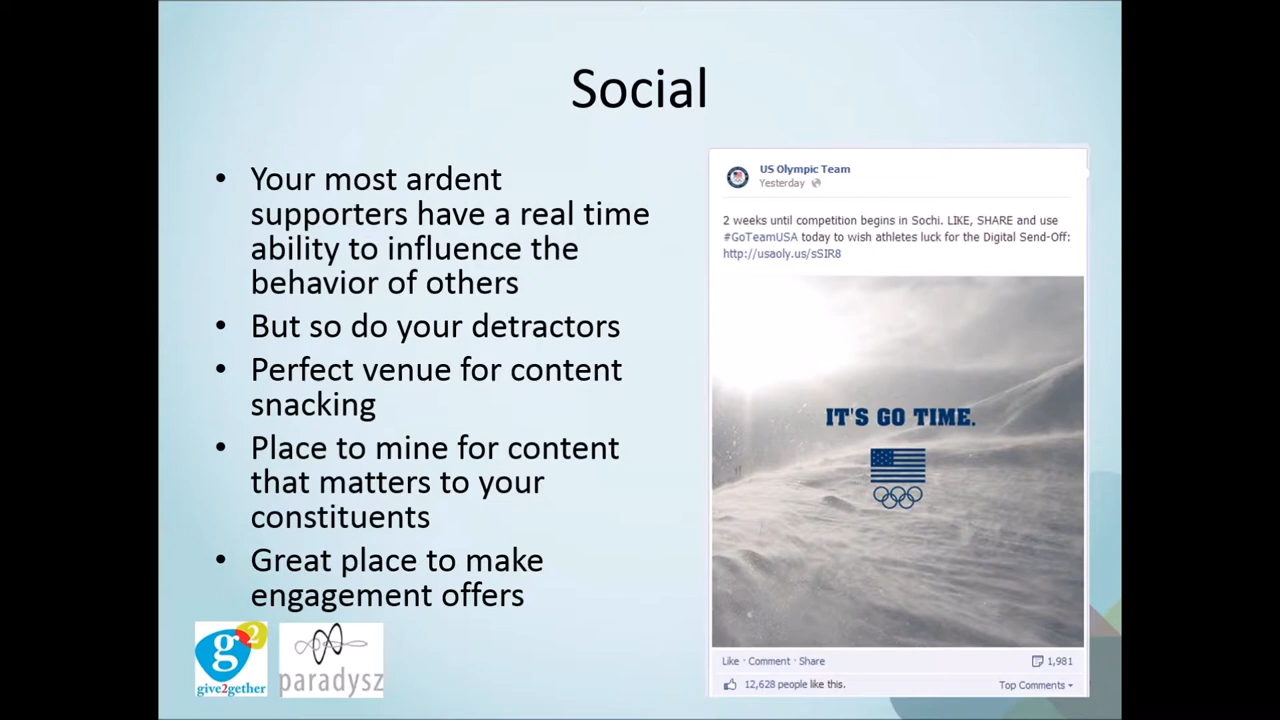 Social
• Your most ardent
supporters have a real time
ability to influence the
behavior of others
• But so do your detractors
• Perfect venue for content
snacking
• Place to mine for content
that matters to your
constituents
• Great place to make
engagement offers
g2
give2gether
paradysz
US Olympic Team
Yesterday
2 weeks until competition begins in Sochi. LIKE, SHARE and use
#GoTeamUSA today to wish athletes luck for the Digital Send-Off:
http://usaoly.us/sSIR8
IT'S GO TIME.
Like · Comment · Share 1,981
12,628 people like this. Top Comments